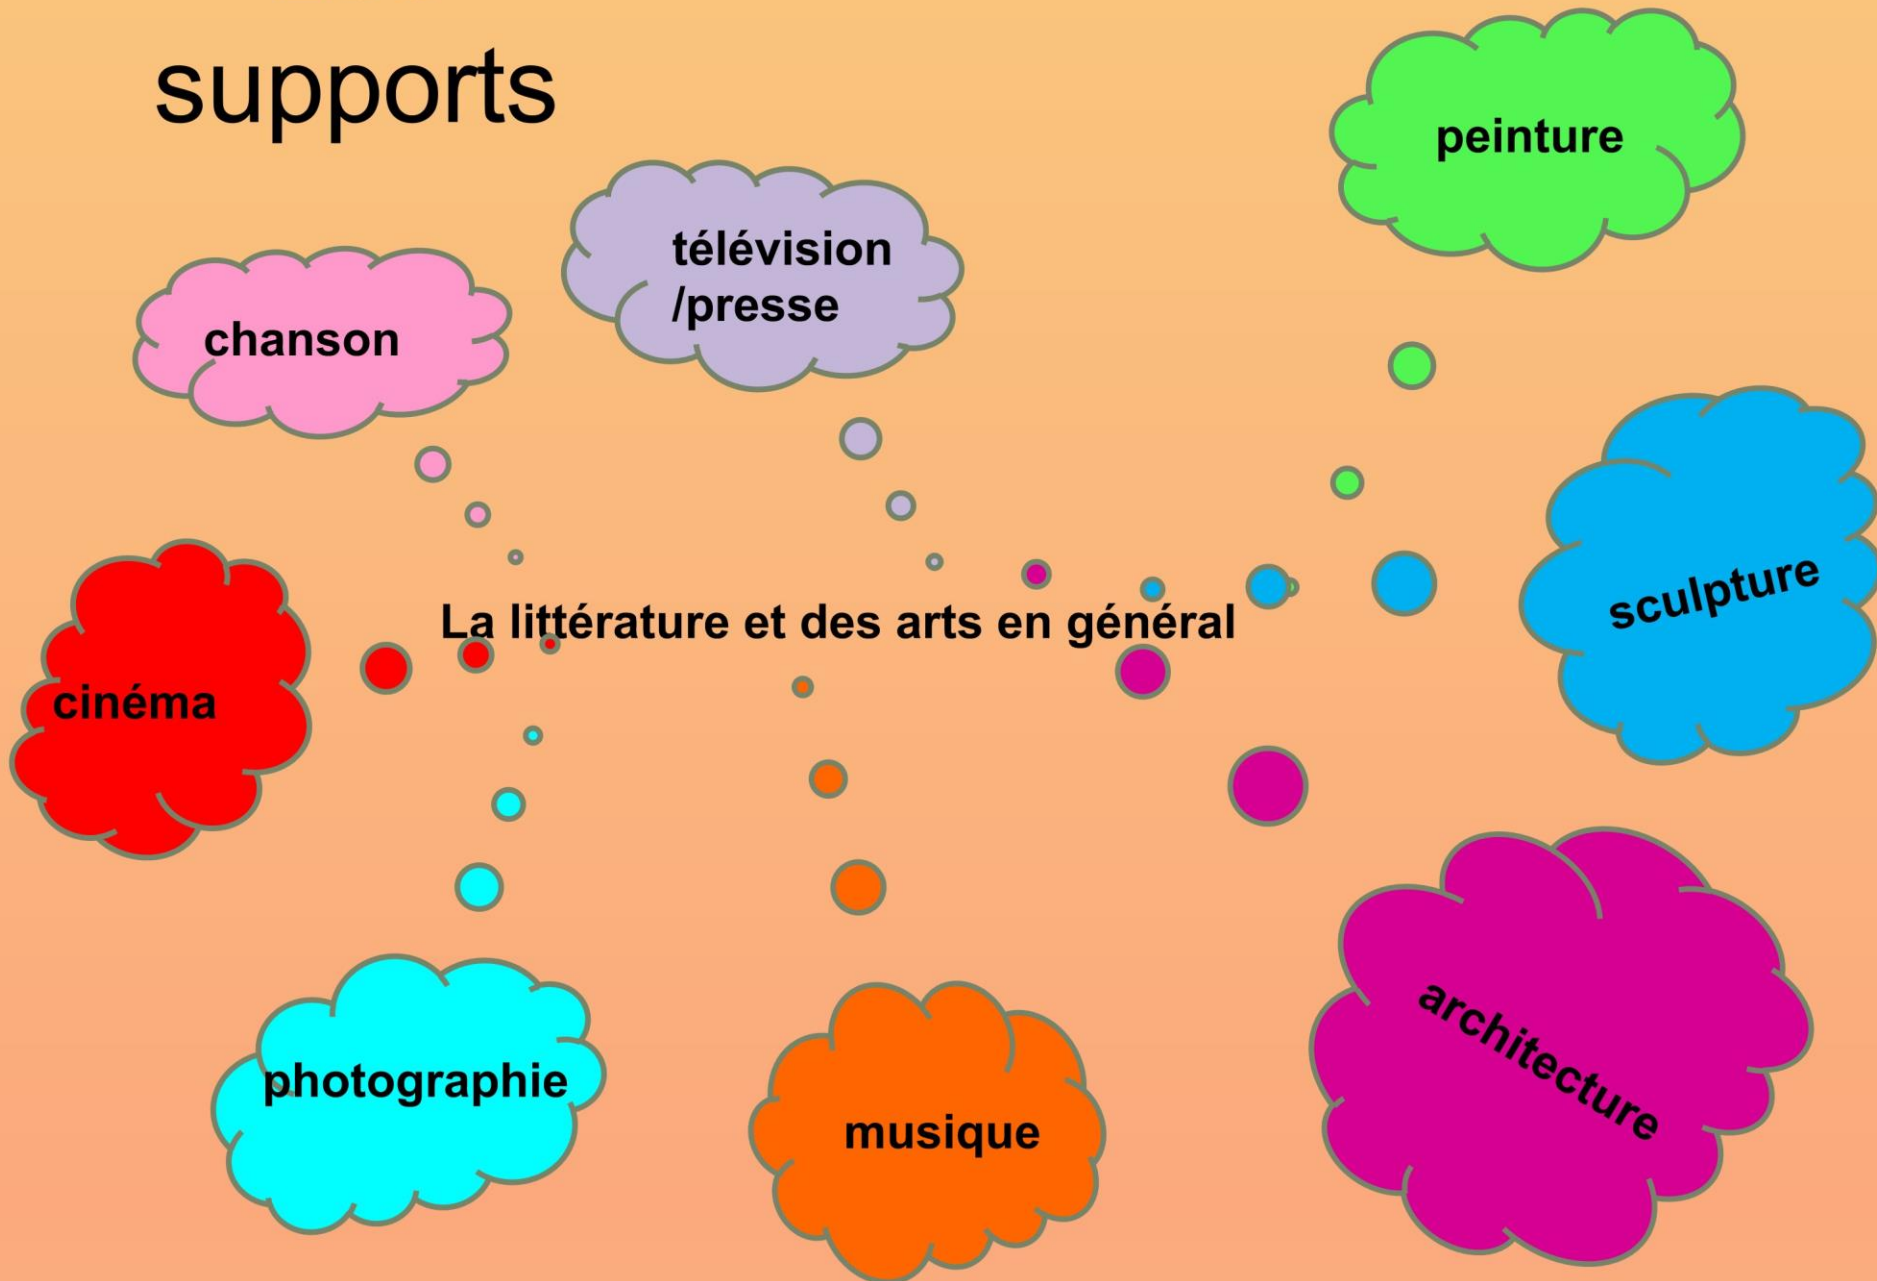 supports
peinture
télévision
/presse
chanson
sculpture
La littérature et des arts en général
cinéma
architecture
photographie
musique